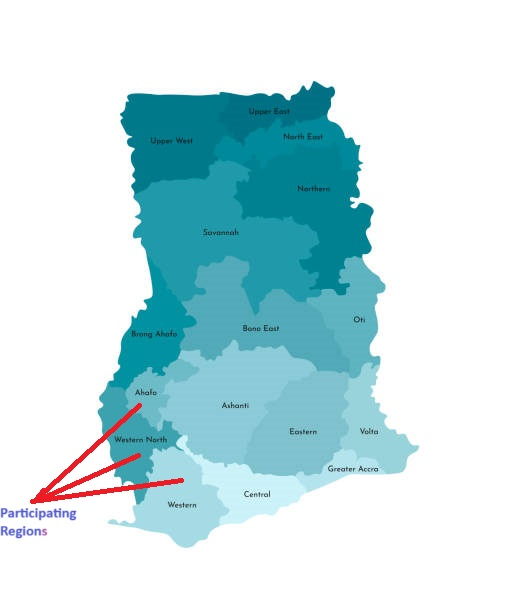 Upper East
North East
Upper West
Northern
Savannah
Oti
Bono East
Brong Ahafo
Ahafo
Ashanti
Eastern
Volta
Western North
Greater Accra
Central
Western
Participating
Regions